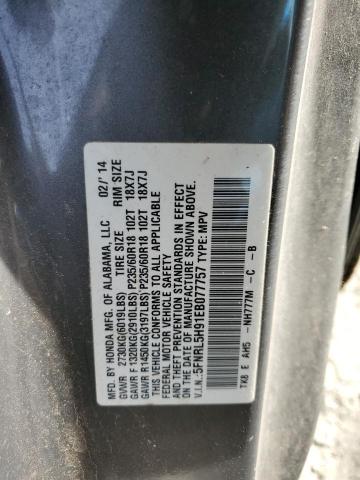 MFG. BY HONDA MFG. OF ALABAMA, LLC 02/'14
GVWR 2730KG(6019LBS) TIRE SIZE RIM SIZE
GAWR F 1320KG(2910LBS) P235/60R18 102T 18X7J
GAWR R 1450KG(3197LBS) P235/60R18 102T 18X7J
THIS VEHICLE CONFORMS TO ALL APPLICABLE
FEDERAL MOTOR VEHICLE SAFETY AND THEFT PREVENTION STANDARDS
IN EFFECT ON THE DATE OF MANUFACTURE SHOWN ABOVE.
V.I.N.:5FNRL5H91EB077757 TYPE: MPV
TK8 E AH5 -NH777M -C -B